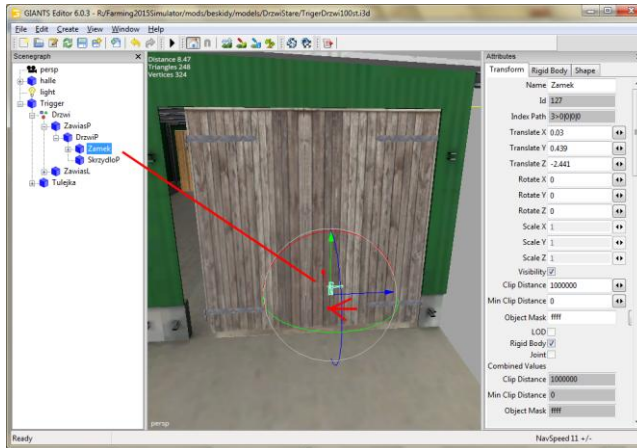 GIANTS Editor 6.0.3 - R:/Farming2015Simulator/mods/beskidy/models/DrzwiStare/TrigerDrzwi100st.i3d
File Edit Create View Window Help
Scenegraph
persp
halle
light
Trigger
Drzwi
ZawiasP
DrzwiP
Zamek
SkrzydloP
ZawiasL
Tulejka
Distance 8.47
Triangles 248
Vertices 324
persp
Attributes
Transform Rigid Body Shape
Name Zamek
Id 127
Index Path 3>0|0|0|0
Translate X 0.03
Translate Y 0.439
Translate Z -2.441
Rotate X 0
Rotate Y 0
Rotate Z 0
Scale X 1
Scale Y 1
Scale Z 1
Visibility
Clip Distance 1000000
Min Clip Distance 0
Object Mask ffff
LOD
Rigid Body
Joint
Combined Values
Clip Distance 1000000
Min Clip Distance 0
Object Mask ffff
Ready NavSpeed 11 +/-